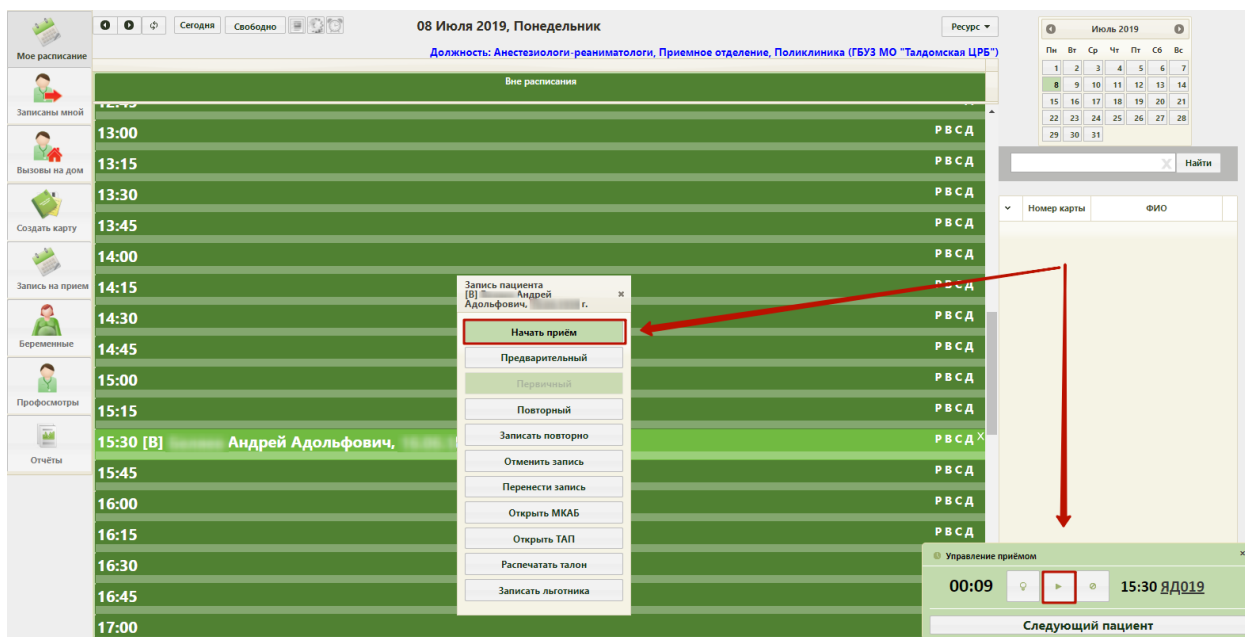 Сегодня Свободно
08 Июля 2019, Понедельник
Ресурс
Должность: Анестезиологи-реаниматологи, Приемное отделение, Поликлиника (ГБУЗ МО "Талдомская ЦРБ")
Мое расписание
Записаны мной
Вызовы на дом
Создать карту
Запись на прием
Беременные
Профосмотры
Отчёты
Вне расписания
12:45
13:00 Р В С Д
13:15 Р В С Д
13:30 Р В С Д
13:45 Р В С Д
14:00 Р В С Д
14:15 Р В С Д
14:30 Р В С Д
14:45 Р В С Д
15:00 Р В С Д
15:15 Р В С Д
15:30 [В] Андрей Адольфович, Р В С Д X
15:45 Р В С Д
16:00 Р В С Д
16:15 Р В С Д
16:30
16:45
17:00
Запись пациента
[В] Андрей
Адольфович, г.
×
Начать приём
Предварительный
Первичный
Повторный
Записать повторно
Отменить запись
Перенести запись
Открыть МКАБ
Открыть ТАП
Распечатать талон
Записать льготника
Июль 2019
Пн Вт Ср Чт Пт Сб Вс
1 2 3 4 5 6 7
8 9 10 11 12 13 14
15 16 17 18 19 20 21
22 23 24 25 26 27 28
29 30 31
X Найти
Номер карты ФИО
Управление приёмом ×
00:09 15:30 ЯД019
Следующий пациент